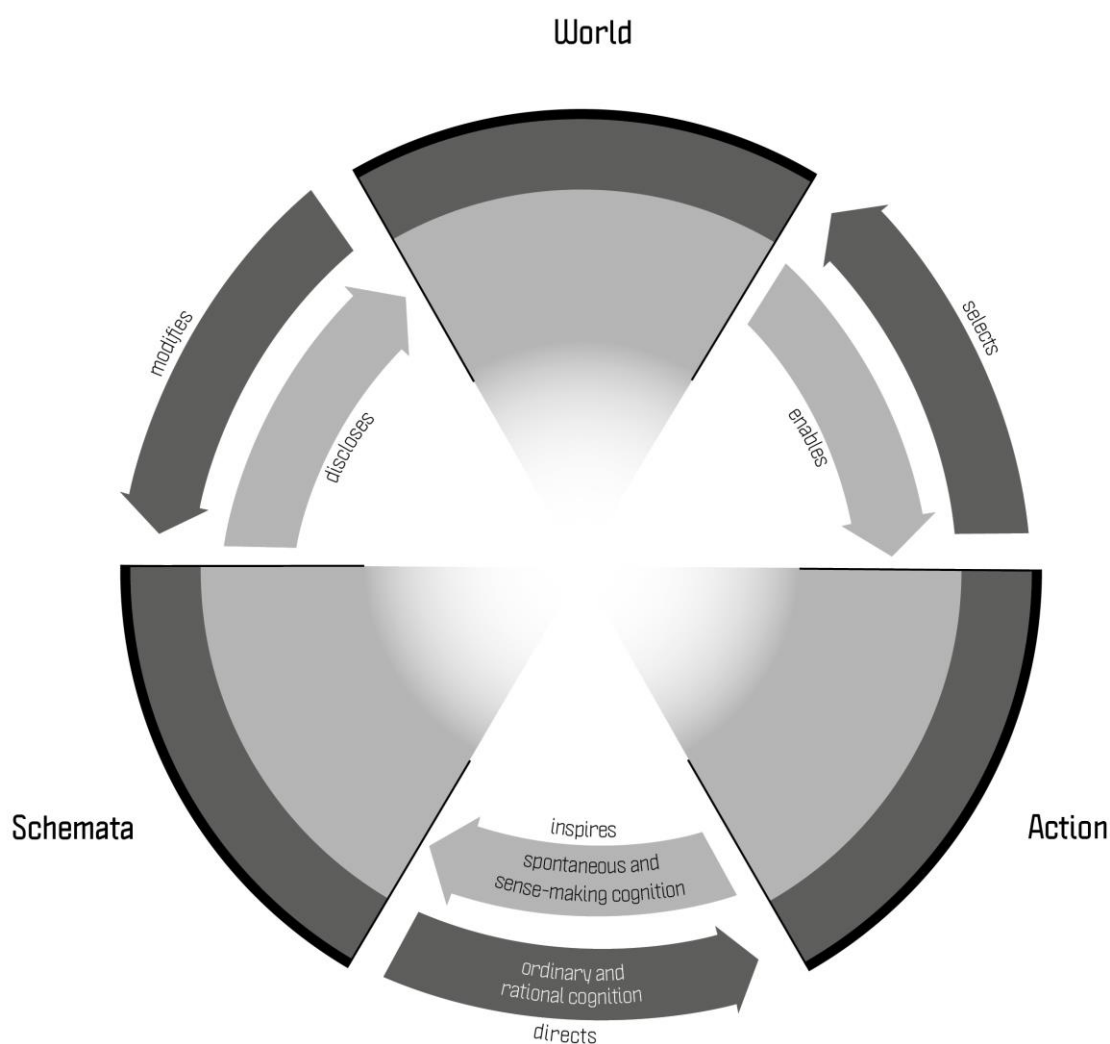 World
modifies
discloses
enables
selects
Schemata
Action
inspires
spontaneous and
sense-making cognition
ordinary and
rational cognition
directs